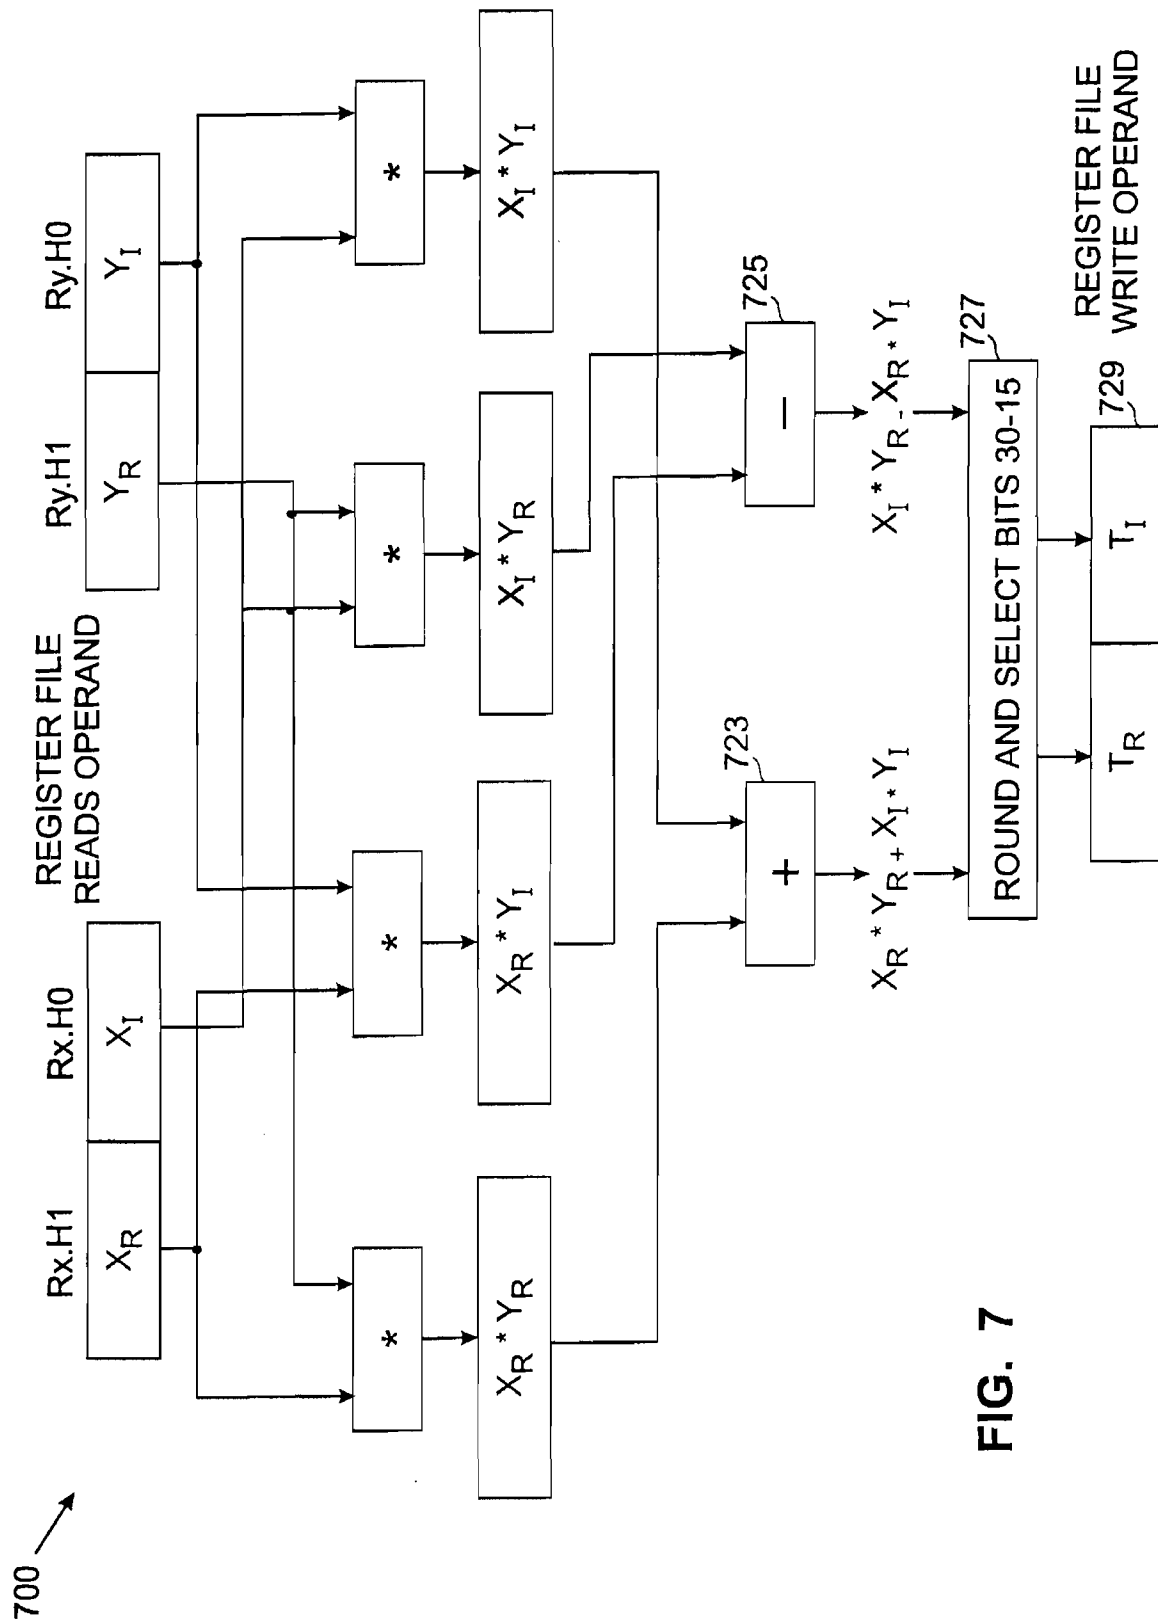 700
REGISTER FILE
READS OPERAND
Rx.H1 Rx.H0 Ry.H1 Ry.H0
X_R X_I Y_R Y_I
* * * *
X_R * Y_R X_R * Y_I X_I * Y_R X_I * Y_I
723 725
+ −
X_R * Y_R + X_I * Y_I X_I * Y_R - X_R * Y_I
727
ROUND AND SELECT BITS 30-15
729
T_R T_I
REGISTER FILE
WRITE OPERAND
FIG. 7